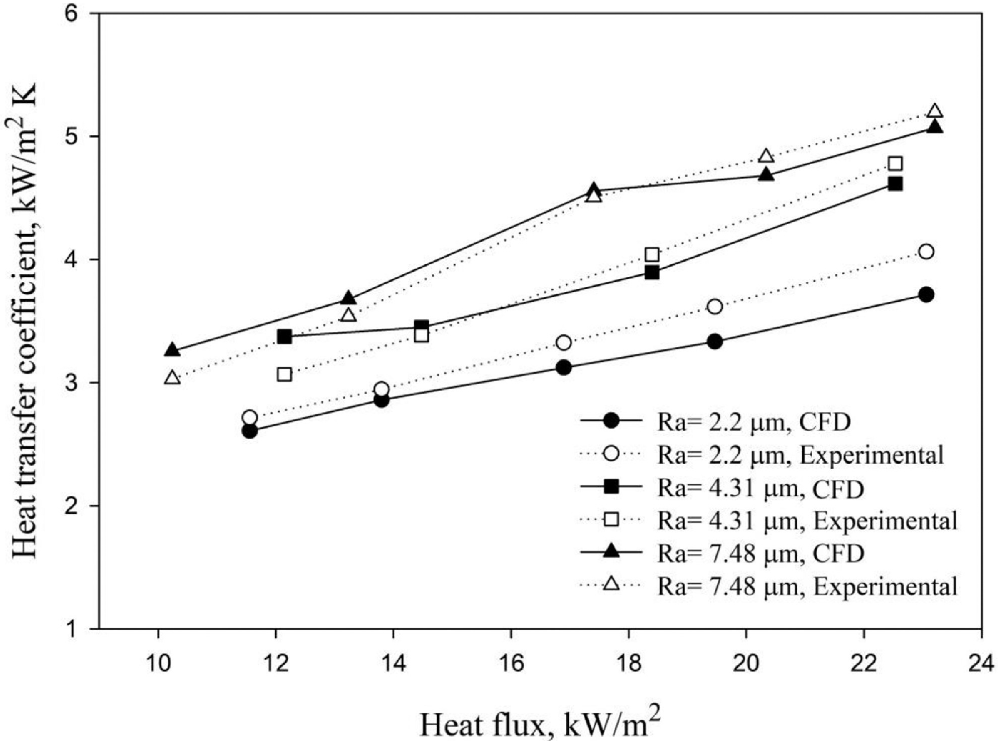 6
5
4
3
2
1
Heat transfer coefficient, kW/m² K
Ra= 2.2 μm, CFD
Ra= 2.2 μm, Experimental
Ra= 4.31 μm, CFD
Ra= 4.31 μm, Experimental
Ra= 7.48 μm, CFD
Ra= 7.48 μm, Experimental
10 12 14 16 18 20 22 24
Heat flux, kW/m²